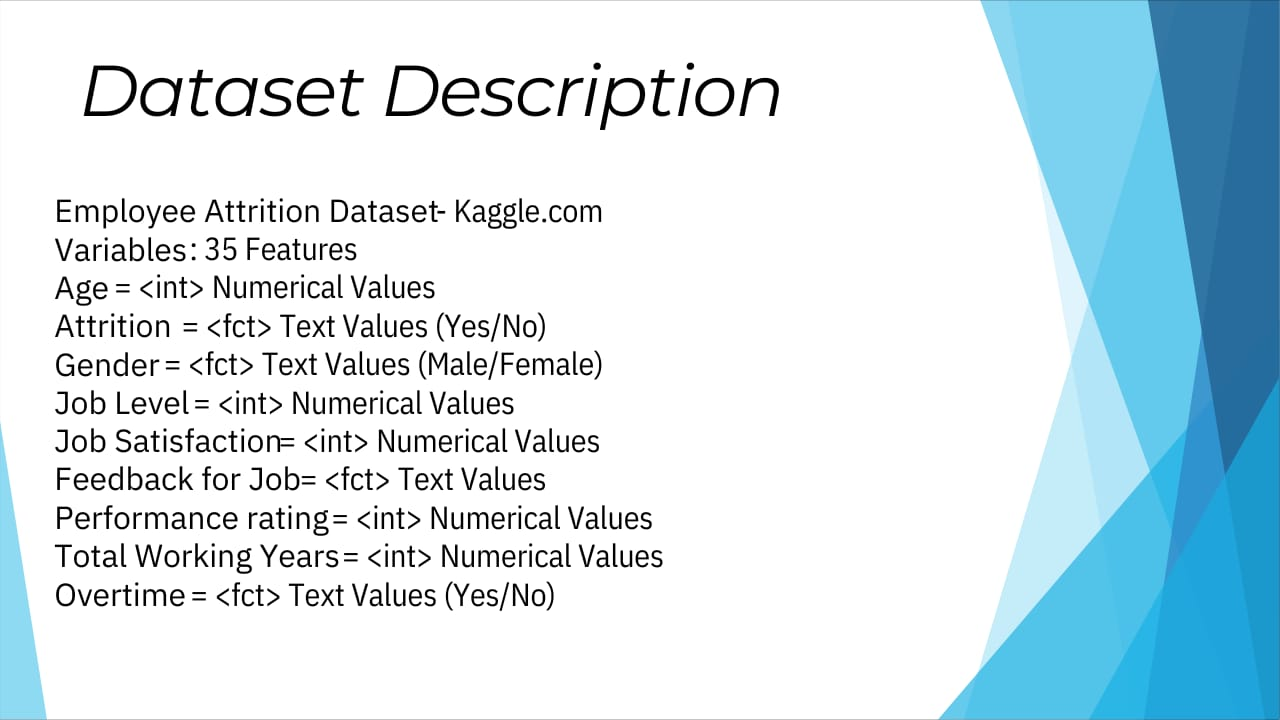 Dataset Description
Employee Attrition Dataset- Kaggle.com
Variables: 35 Features
Age = <int> Numerical Values
Attrition = <fct> Text Values (Yes/No)
Gender = <fct> Text Values (Male/Female)
Job Level = <int> Numerical Values
Job Satisfaction= <int> Numerical Values
Feedback for Job= <fct> Text Values
Performance rating= <int> Numerical Values
Total Working Years= <int> Numerical Values
Overtime = <fct> Text Values (Yes/No)